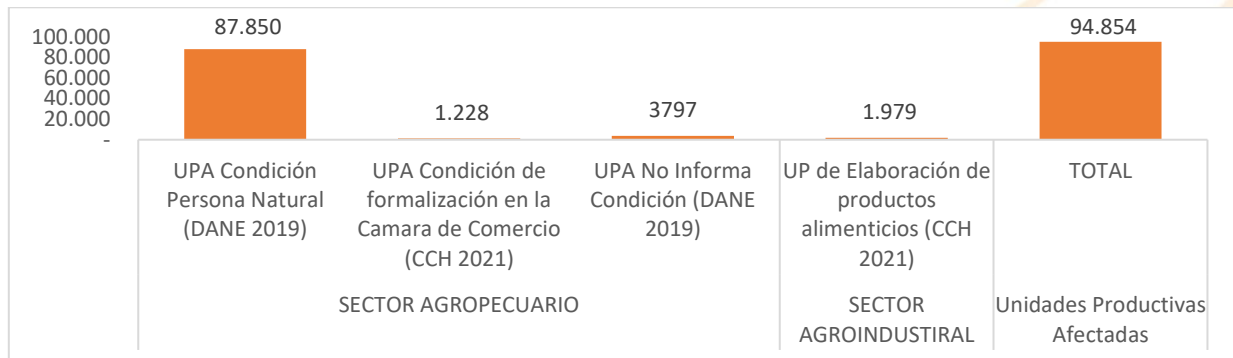 100.000
80.000
60.000
40.000
20.000
-
87.850
1.228
3797
1.979
94.854
UPA Condición
Persona Natural
(DANE 2019)
UPA Condición de
formalización en la
Camara de Comercio
(CCH 2021)
UPA No Informa
Condición (DANE
2019)
UP de Elaboración de
productos
alimenticios (CCH
2021)
TOTAL
SECTOR AGROPECUARIO
SECTOR
AGROINDUSTIRAL
Unidades Productivas
Afectadas